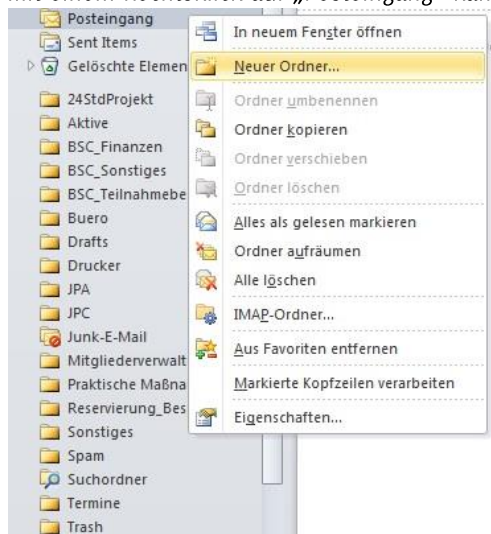 Posteingang
Sent Items
Gelöschte Elemen
24StdProjekt
Aktive
BSC_Finanzen
BSC_Sonstiges
BSC_Teilnahmebe
Buero
Drafts
Drucker
JPA
JPC
Junk-E-Mail
Mitgliederverwalt
Praktische Maßna
Reservierung_Bes
Sonstiges
Spam
Suchordner
Termine
Trash
In neuem Fenster öffnen
Neuer Ordner...
Ordner umbenennen
Ordner kopieren
Ordner verschieben
Ordner löschen
Alles als gelesen markieren
Ordner aufräumen
Alle löschen
IMAP-Ordner...
Aus Favoriten entfernen
Markierte Kopfzeilen verarbeiten
Eigenschaften...